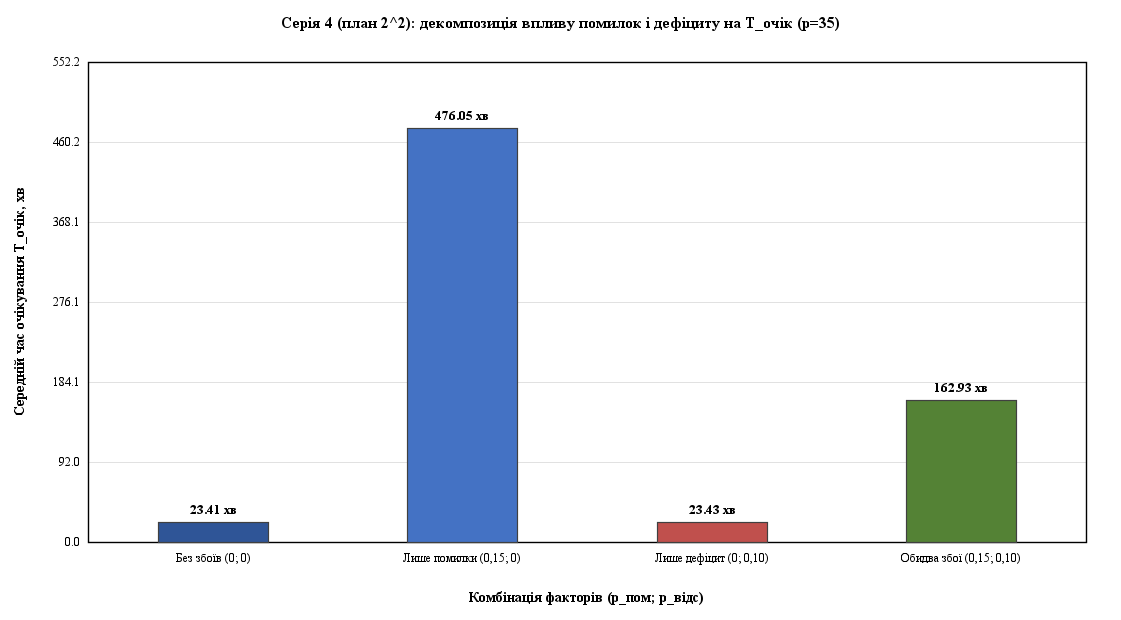 Серія 4 (план 2^2): декомпозиція впливу помилок і дефіциту на T_очік (p=35)
552.2
460.2
368.1
276.1
184.1
92.0
0.0
Середній час очікування T_очік, хв
23.41 хв
476.05 хв
23.43 хв
162.93 хв
Без збоїв (0; 0)
Лише помилки (0,15; 0)
Лише дефіцит (0; 0,10)
Обидва збої (0,15; 0,10)
Комбінація факторів (p_пом; p_відс)